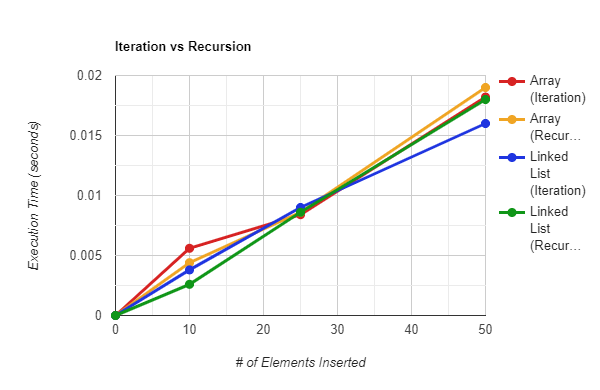 Iteration vs Recursion
Execution Time (seconds)
0.02
0.015
0.01
0.005
0
0 10 20 30 40 50
# of Elements Inserted
Array
(Iteration)
Array
(Recur…
Linked
List
(Iteration)
Linked
List
(Recur…